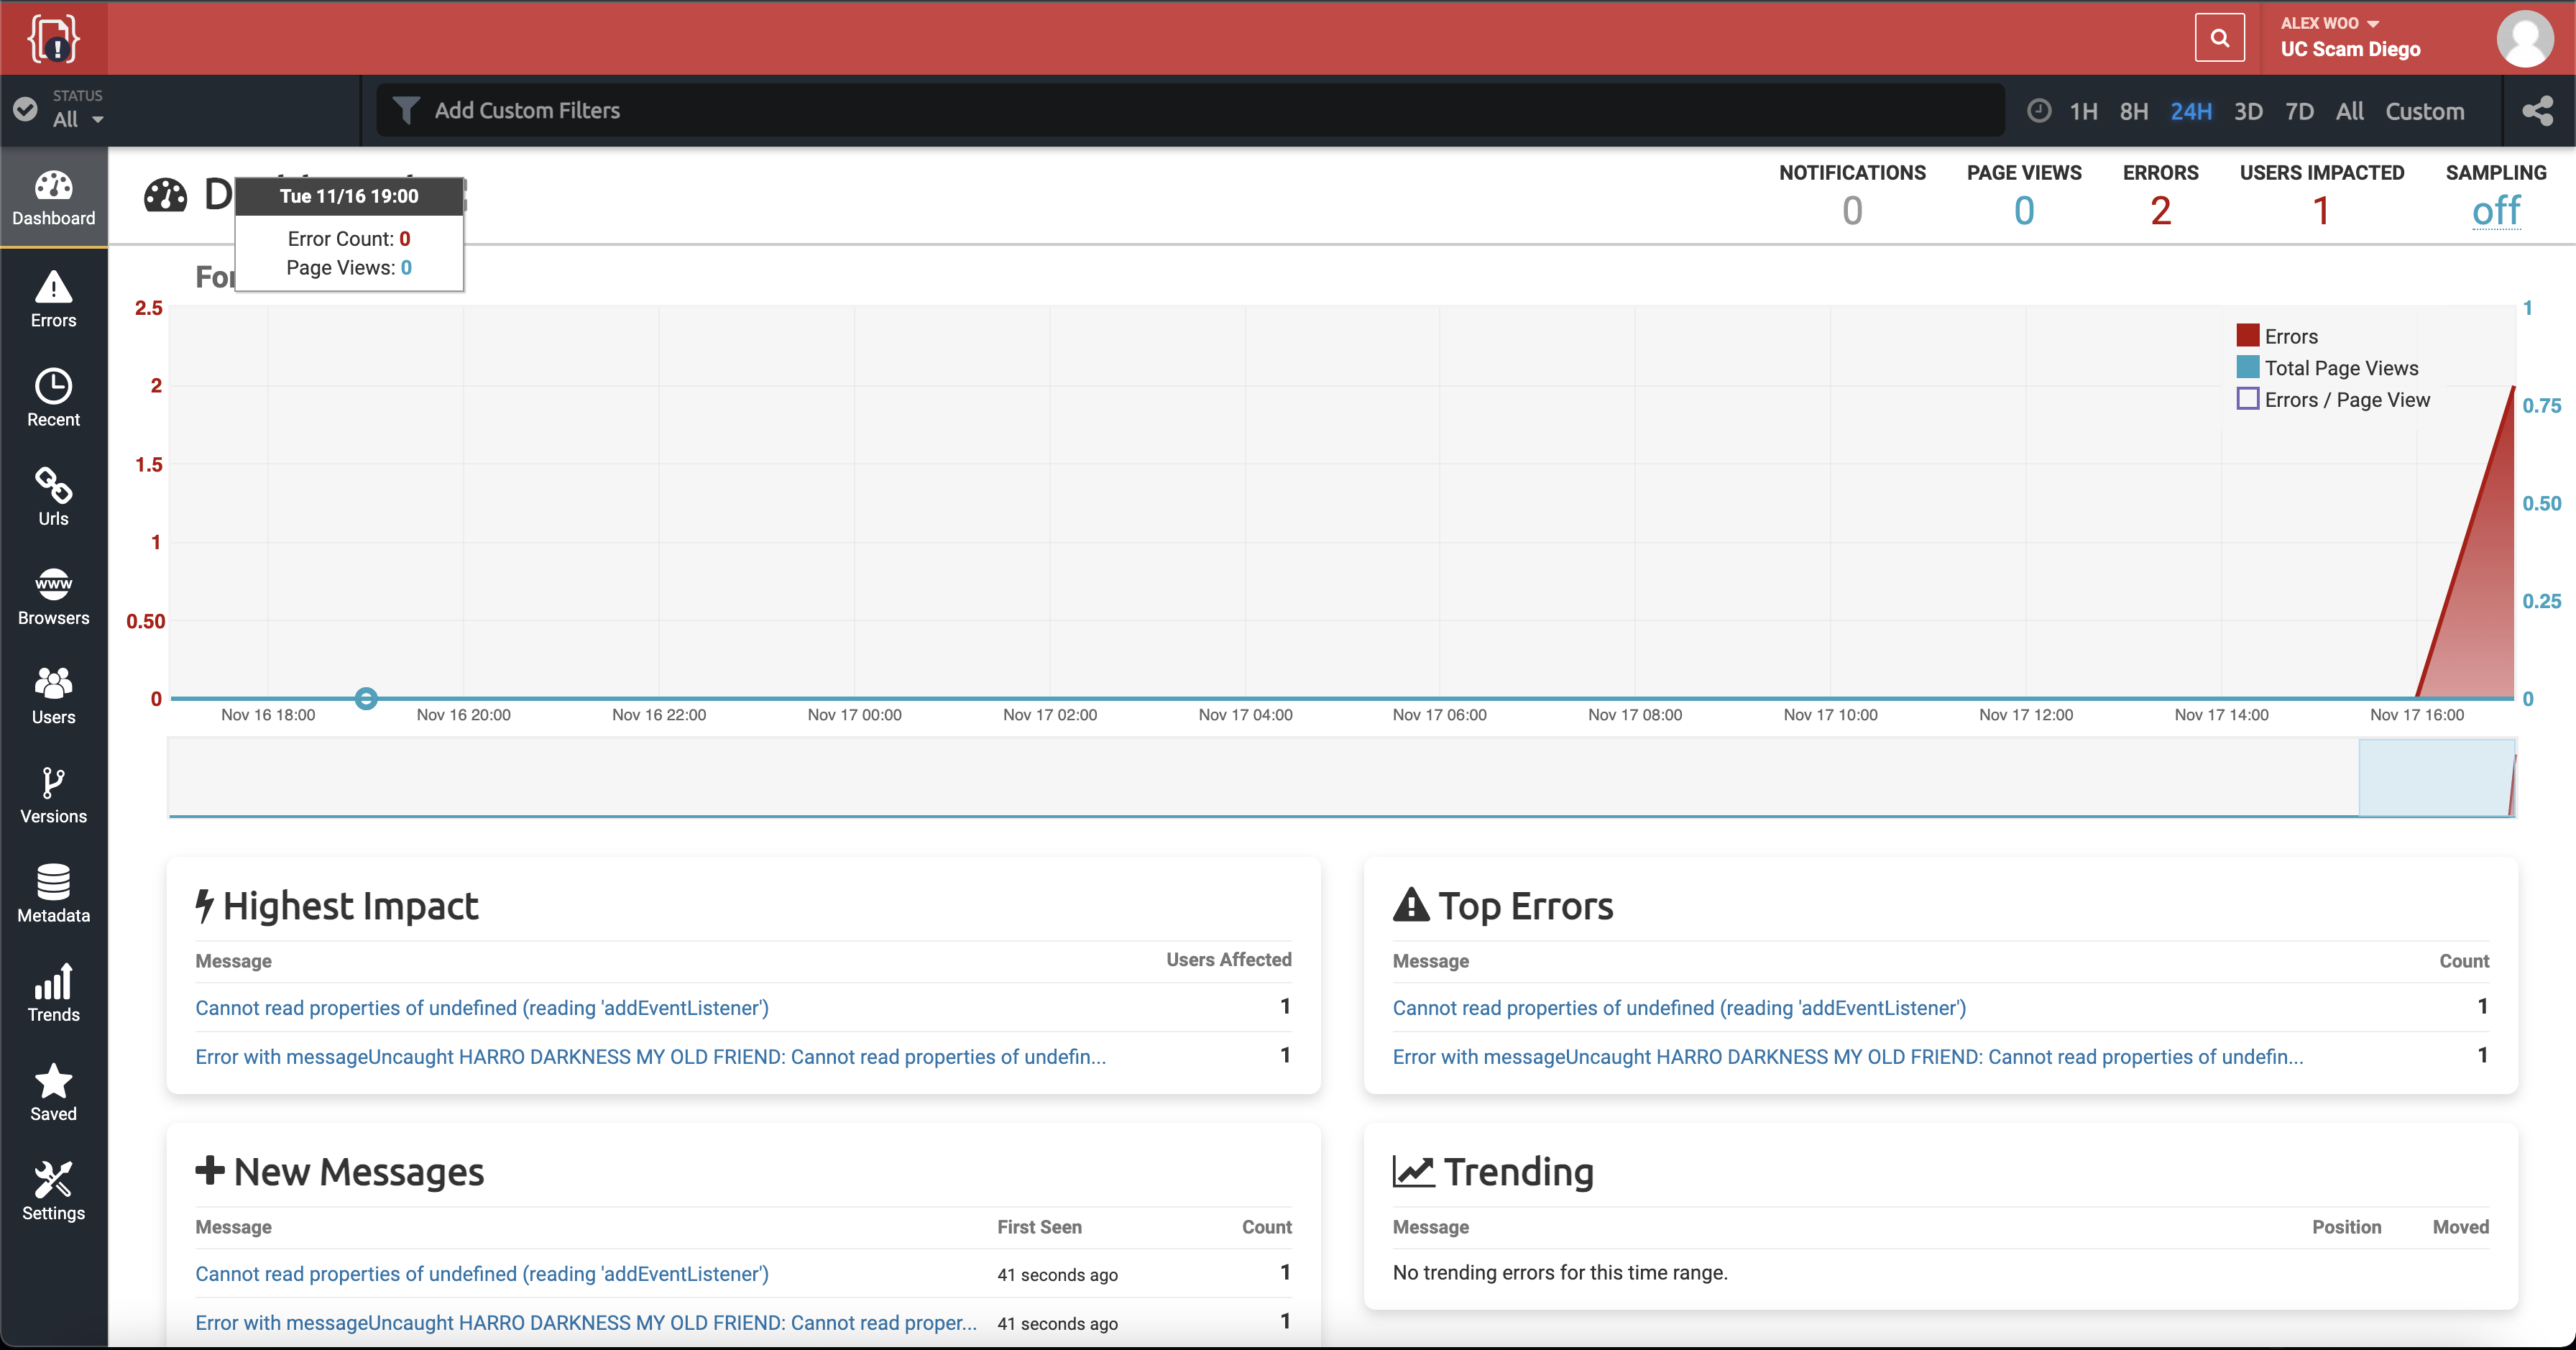 ALEX WOO
UC Scam Diego
STATUS
All
Add Custom Filters
1H 8H 24H 3D 7D All Custom
Dashboard
Errors
Recent
Urls
www
Browsers
Users
Versions
Metadata
Trends
Saved
Settings
NOTIFICATIONS
0
PAGE VIEWS
0
ERRORS
2
USERS IMPACTED
1
SAMPLING
off
Tue 11/16 19:00
Error Count: 0
Page Views: 0
2.5
2
1.5
1
0.50
0
1
0.75
0.50
0.25
0
Errors
Total Page Views
Errors / Page View
Nov 16 18:00 Nov 16 20:00 Nov 16 22:00 Nov 17 00:00 Nov 17 02:00 Nov 17 04:00 Nov 17 06:00 Nov 17 08:00 Nov 17 10:00 Nov 17 12:00 Nov 17 14:00 Nov 17 16:00
Highest Impact
Message Users Affected
Cannot read properties of undefined (reading 'addEventListener') 1
Error with messageUncaught HARRO DARKNESS MY OLD FRIEND: Cannot read properties of undefin... 1
Top Errors
Message Count
Cannot read properties of undefined (reading 'addEventListener') 1
Error with messageUncaught HARRO DARKNESS MY OLD FRIEND: Cannot read properties of undefin... 1
New Messages
Message First Seen Count
Cannot read properties of undefined (reading 'addEventListener') 41 seconds ago 1
Error with messageUncaught HARRO DARKNESS MY OLD FRIEND: Cannot read proper... 41 seconds ago 1
Trending
Message Position Moved
No trending errors for this time range.